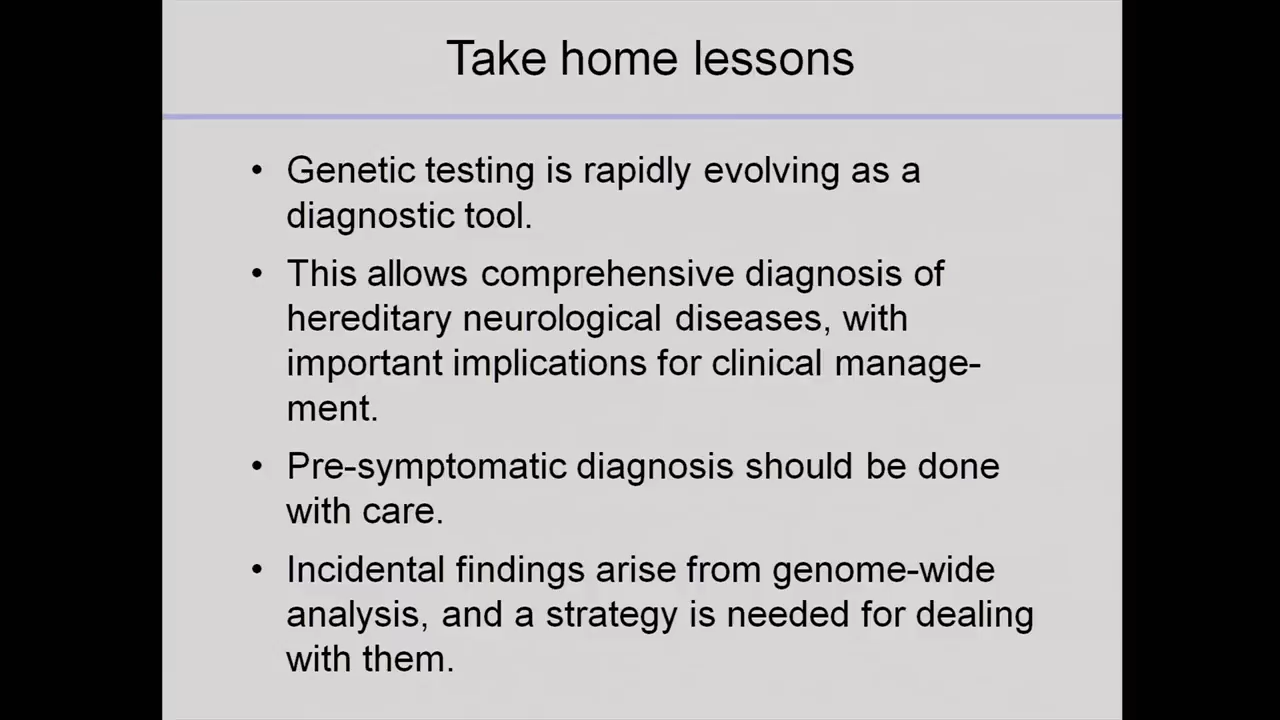 Take home lessons
• Genetic testing is rapidly evolving as a
diagnostic tool.
• This allows comprehensive diagnosis of
hereditary neurological diseases, with
important implications for clinical manage-
ment.
• Pre-symptomatic diagnosis should be done
with care.
• Incidental findings arise from genome-wide
analysis, and a strategy is needed for dealing
with them.